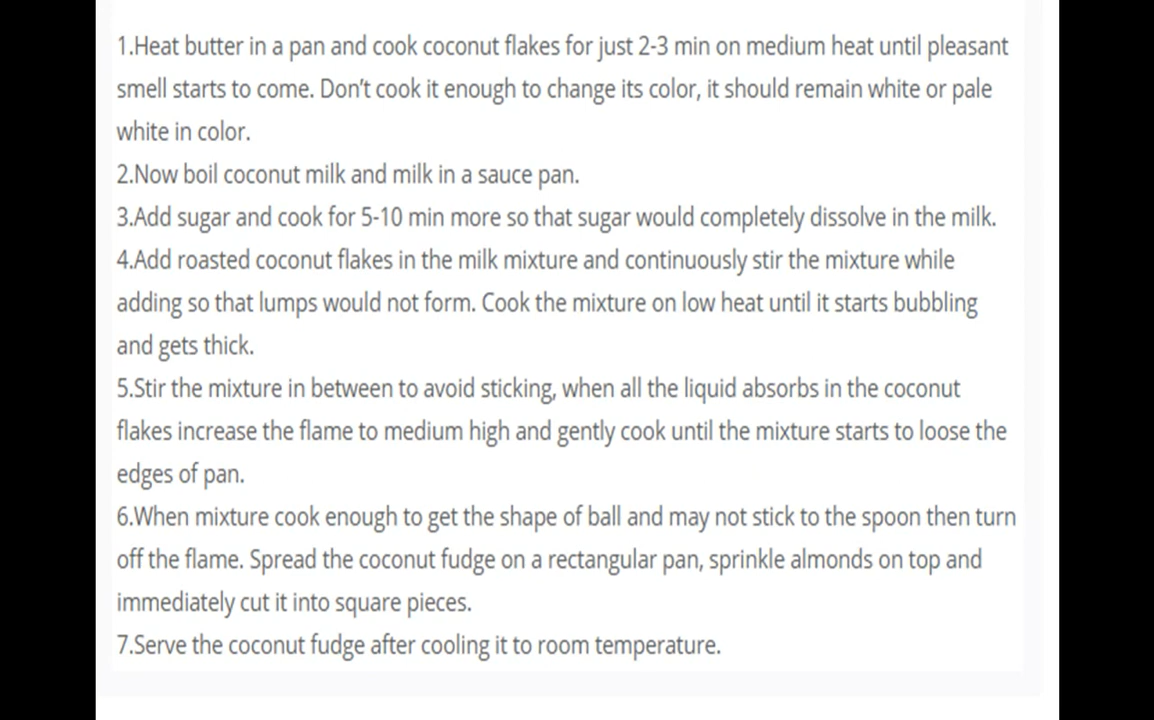 1.Heat butter in a pan and cook coconut flakes for just 2-3 min on medium heat until pleasant
smell starts to come. Don't cook it enough to change its color, it should remain white or pale
white in color.
2.Now boil coconut milk and milk in a sauce pan.
3.Add sugar and cook for 5-10 min more so that sugar would completely dissolve in the milk.
4.Add roasted coconut flakes in the milk mixture and continuously stir the mixture while
adding so that lumps would not form. Cook the mixture on low heat until it starts bubbling
and gets thick.
5.Stir the mixture in between to avoid sticking, when all the liquid absorbs in the coconut
flakes increase the flame to medium high and gently cook until the mixture starts to loose the
edges of pan.
6.When mixture cook enough to get the shape of ball and may not stick to the spoon then turn
off the flame. Spread the coconut fudge on a rectangular pan, sprinkle almonds on top and
immediately cut it into square pieces.
7.Serve the coconut fudge after cooling it to room temperature.